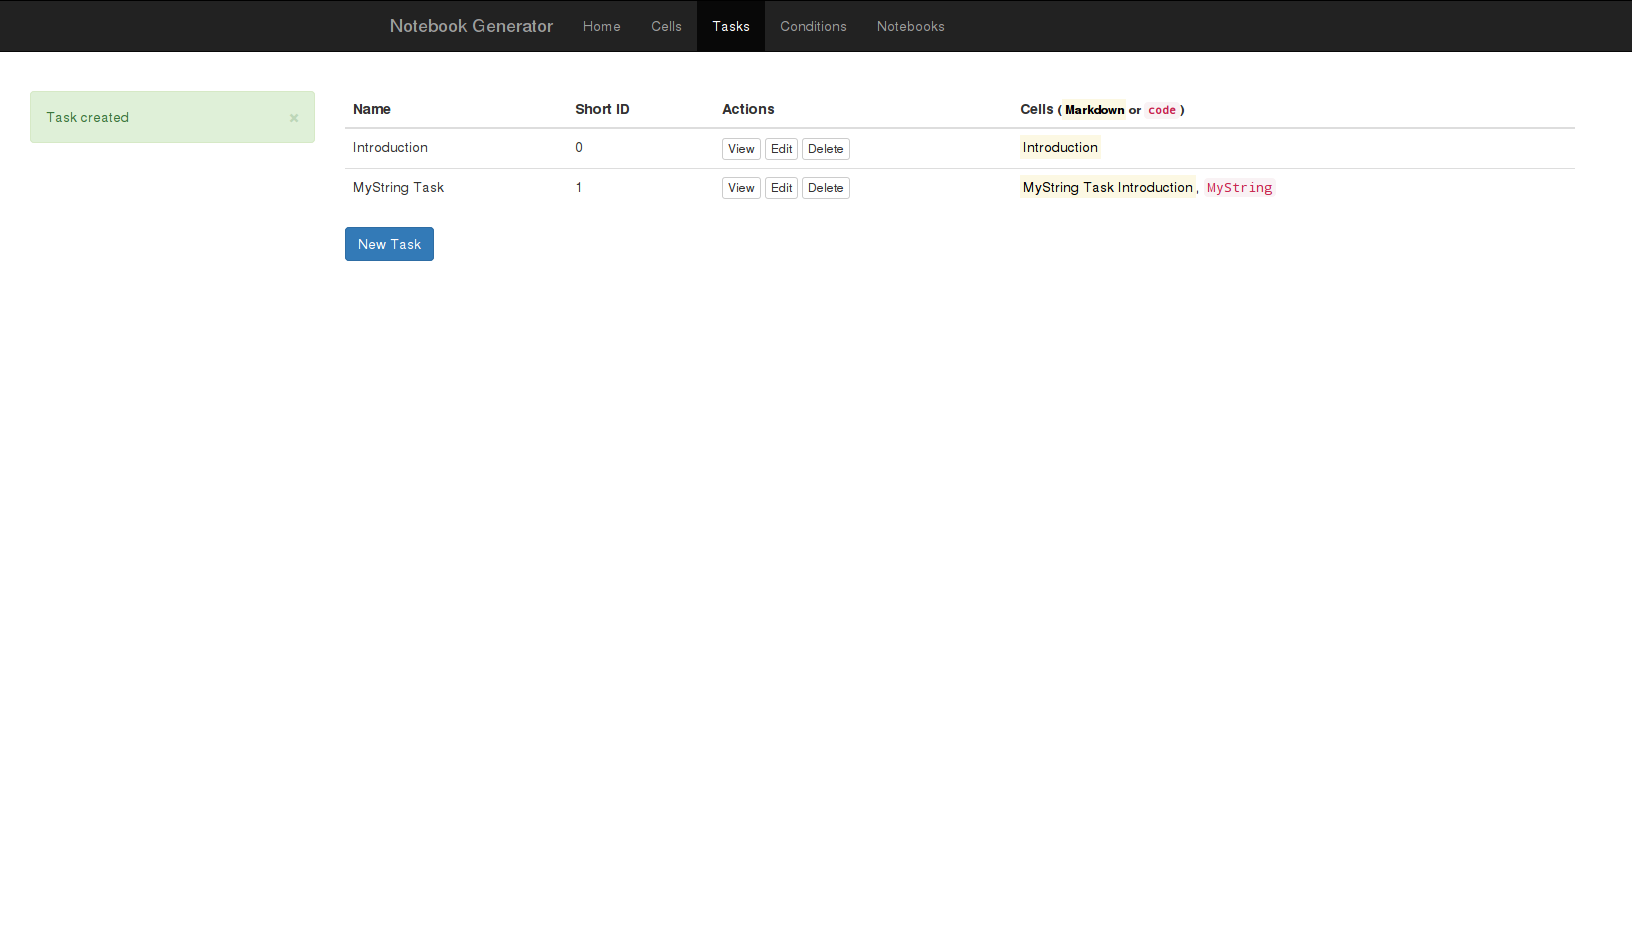 Notebook Generator Home Cells Tasks Conditions Notebooks
Task created ×
Name Short ID Actions Cells ( Markdown or code )
Introduction 0 View Edit Delete Introduction
MyString Task 1 View Edit Delete MyString Task Introduction , MyString
New Task